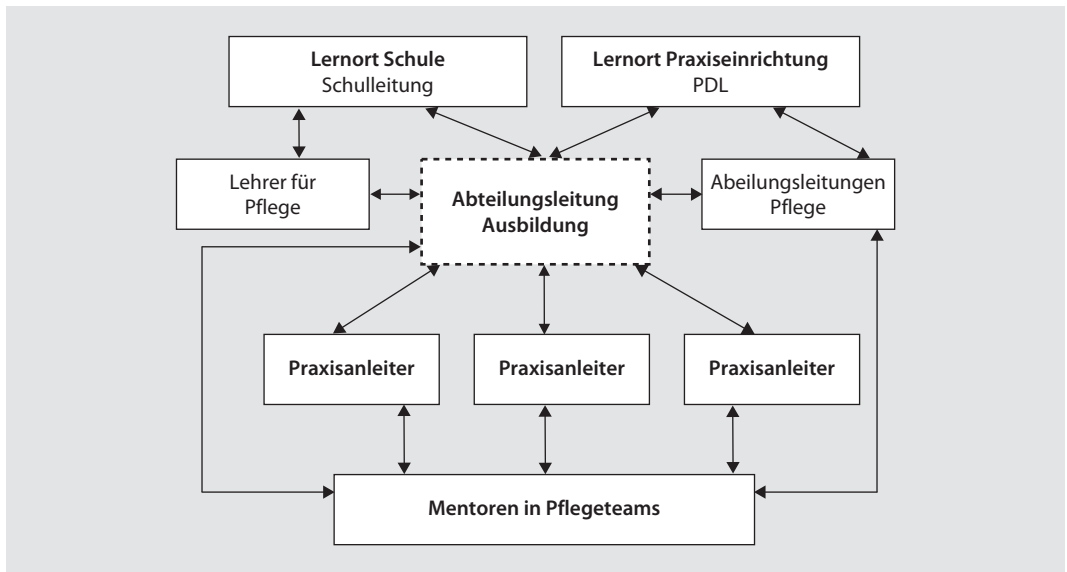 Lernort Schule
Schulleitung
Lernort Praxiseinrichtung
PDL
Lehrer für
Pflege
Abteilungsleitung
Ausbildung
Abeilungsleitungen
Pflege
Praxisanleiter
Praxisanleiter
Praxisanleiter
Mentoren in Pflegeteams